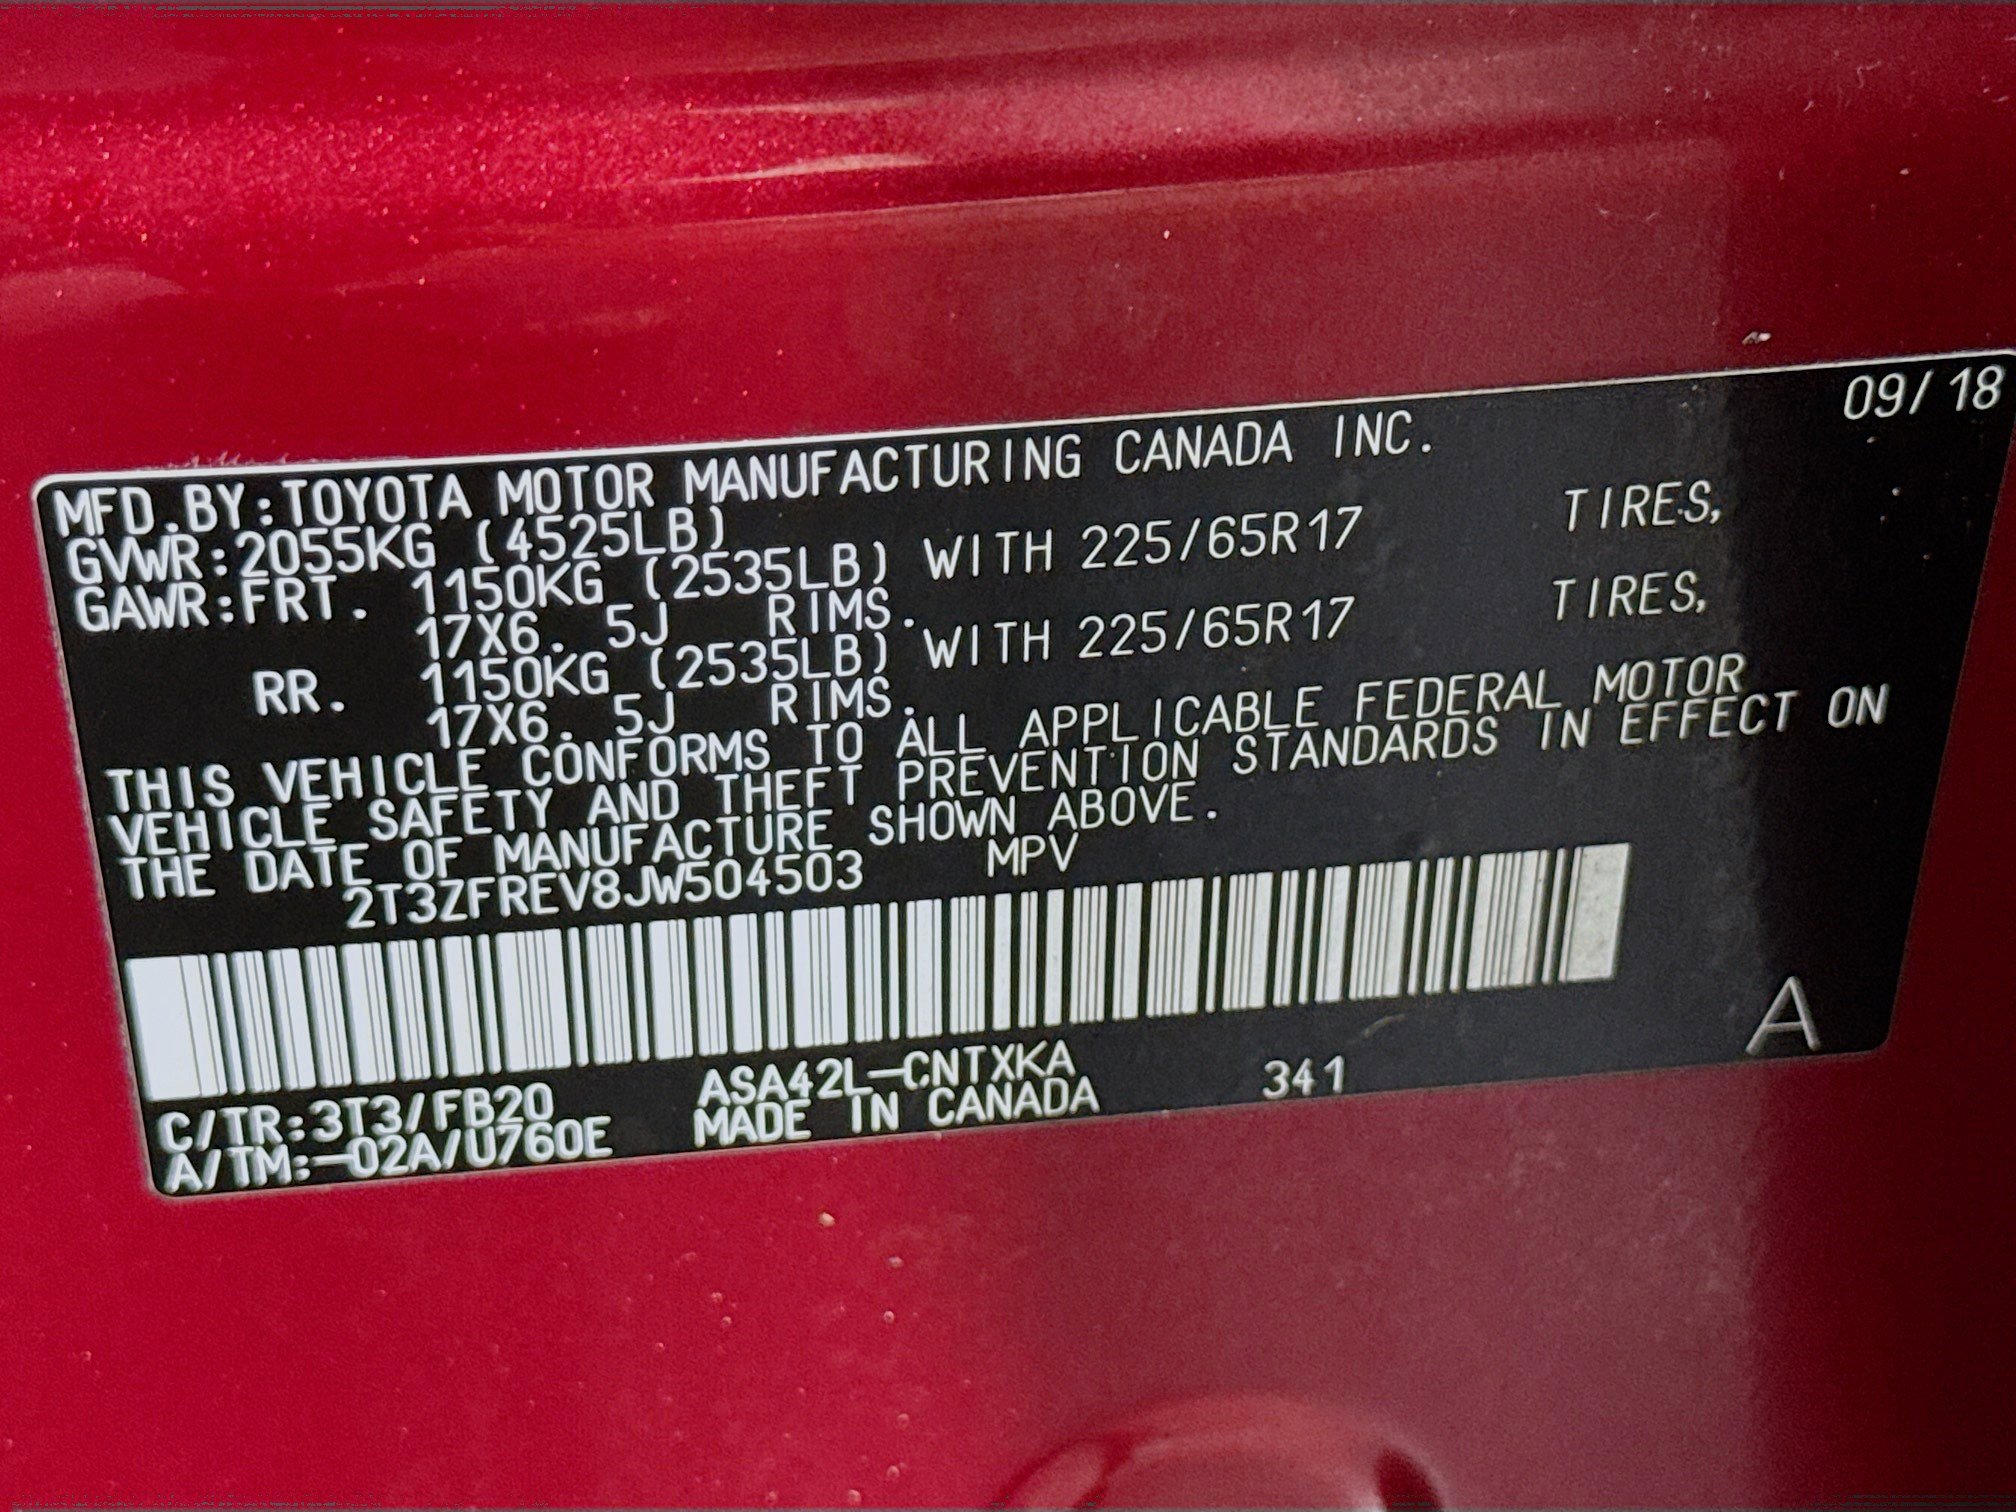 09/ 18
MFD.BY:TOYOTA MOTOR MANUFACTURING CANADA INC.
GVWR:2055KG (4525LB)
GAWR:FRT. 1150KG (2535LB) WITH 225/65R17 TIRES,
17X6. 5J RIMS.
RR. 1150KG (2535LB) WITH 225/65R17 TIRES,
17X6. 5J RIMS.
THIS VEHICLE CONFORMS TO ALL APPLICABLE FEDERAL MOTOR
VEHICLE SAFETY AND THEFT PREVENTION STANDARDS IN EFFECT ON
THE DATE OF MANUFACTURE SHOWN ABOVE.
2T3ZFREV8JW504503 MPV
A
C/TR:3T3/FB20 ASA42L-CNTXKA 341
A/TM:-02A/U760E MADE IN CANADA